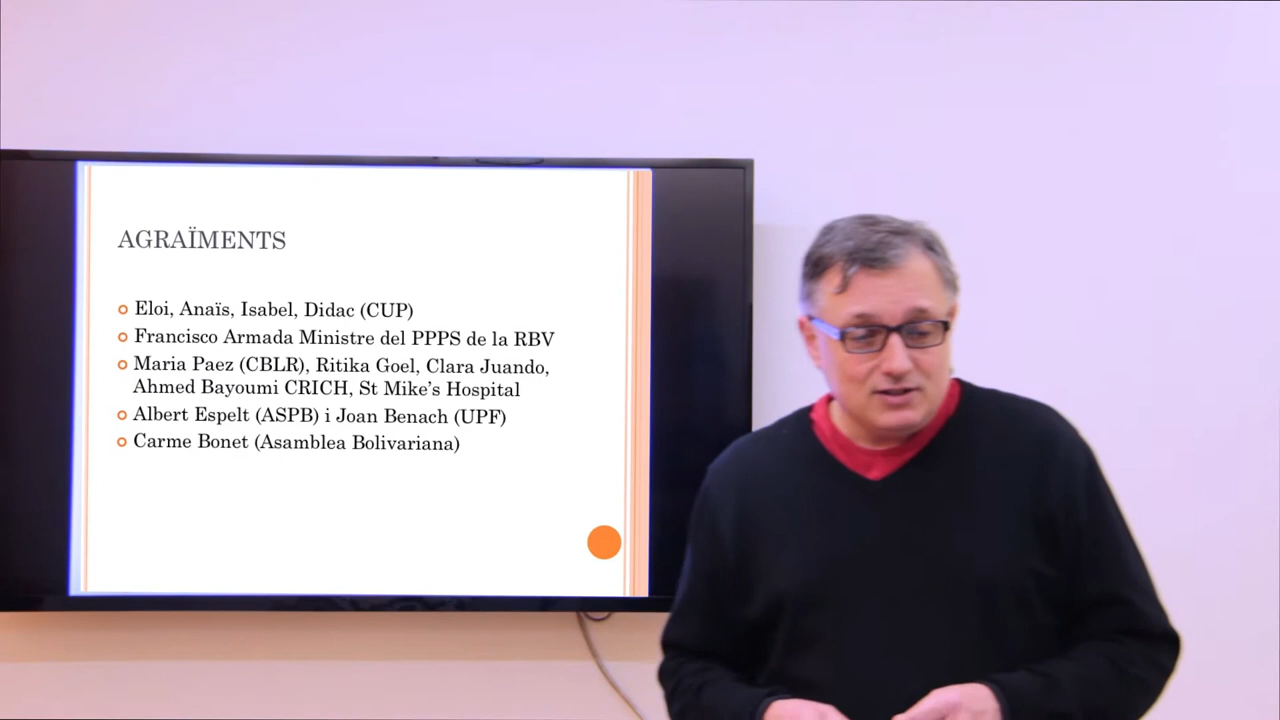 AGRAÏMENTS
Eloi, Anaïs, Isabel, Didac (CUP)
Francisco Armada Ministre del PPPS de la RBV
Maria Paez (CBLR), Ritika Goel, Clara Juando,
Ahmed Bayoumi CRICH, St Mike's Hospital
Albert Espelt (ASPB) i Joan Benach (UPF)
Carme Bonet (Asamblea Bolivariana)